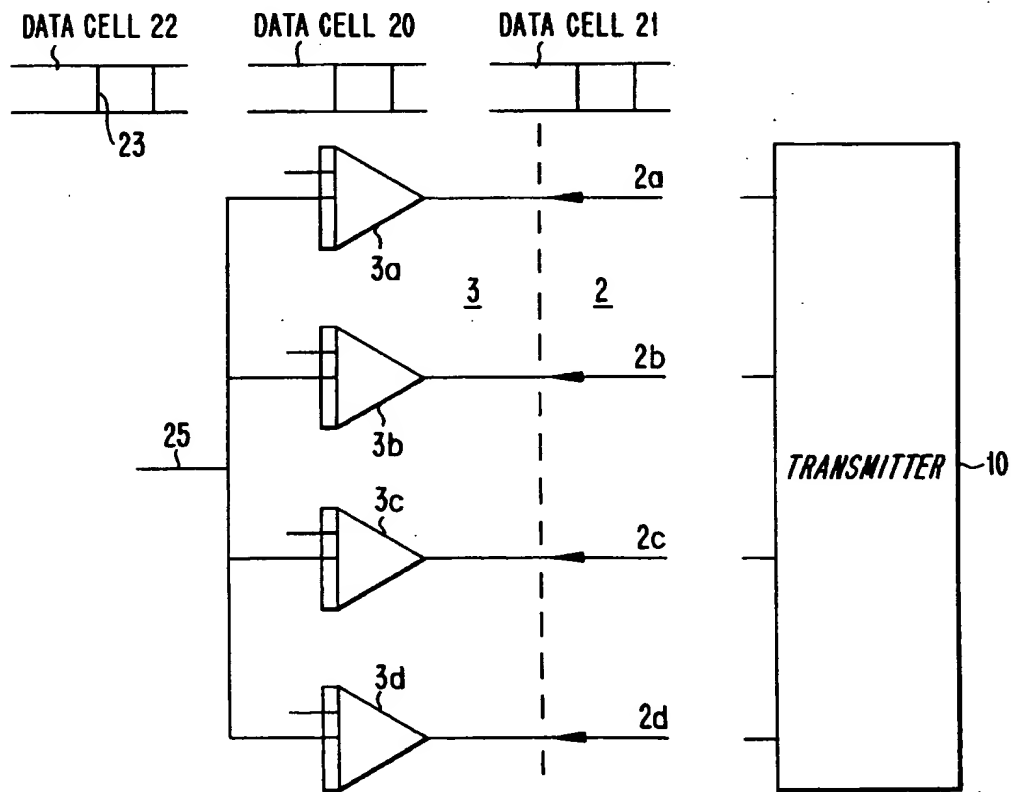 DATA CELL 22 DATA CELL 20 DATA CELL 21
23
2a
3a
3 2
2b
3b
25
TRANSMITTER 10
3c
2c
3d
2d